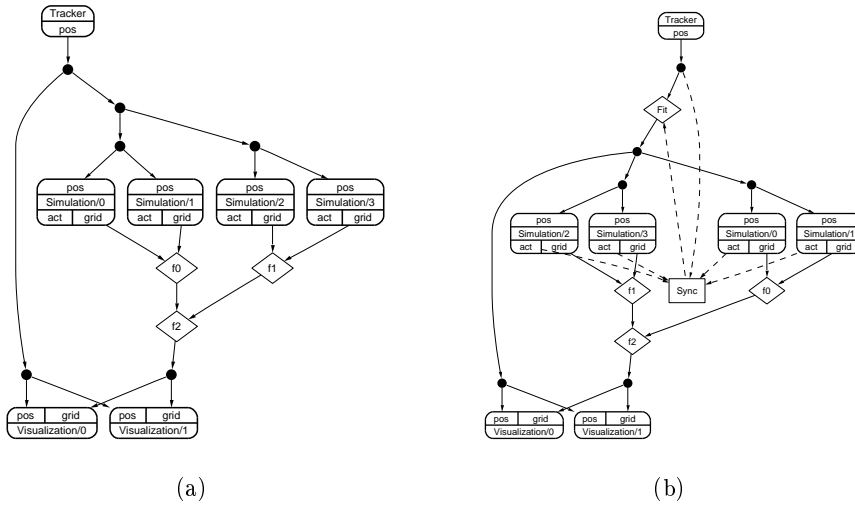 Tracker
pos
pos
Simulation/0
act grid
pos
Simulation/1
act grid
pos
Simulation/2
act grid
pos
Simulation/3
act grid
f0
f1
f2
pos grid
Visualization/0
pos grid
Visualization/1
(a)
Tracker
pos
Fit
pos
Simulation/2
act grid
pos
Simulation/3
act grid
pos
Simulation/0
act grid
pos
Simulation/1
act grid
f1
Sync
f0
f2
pos grid
Visualization/0
pos grid
Visualization/1
(b)